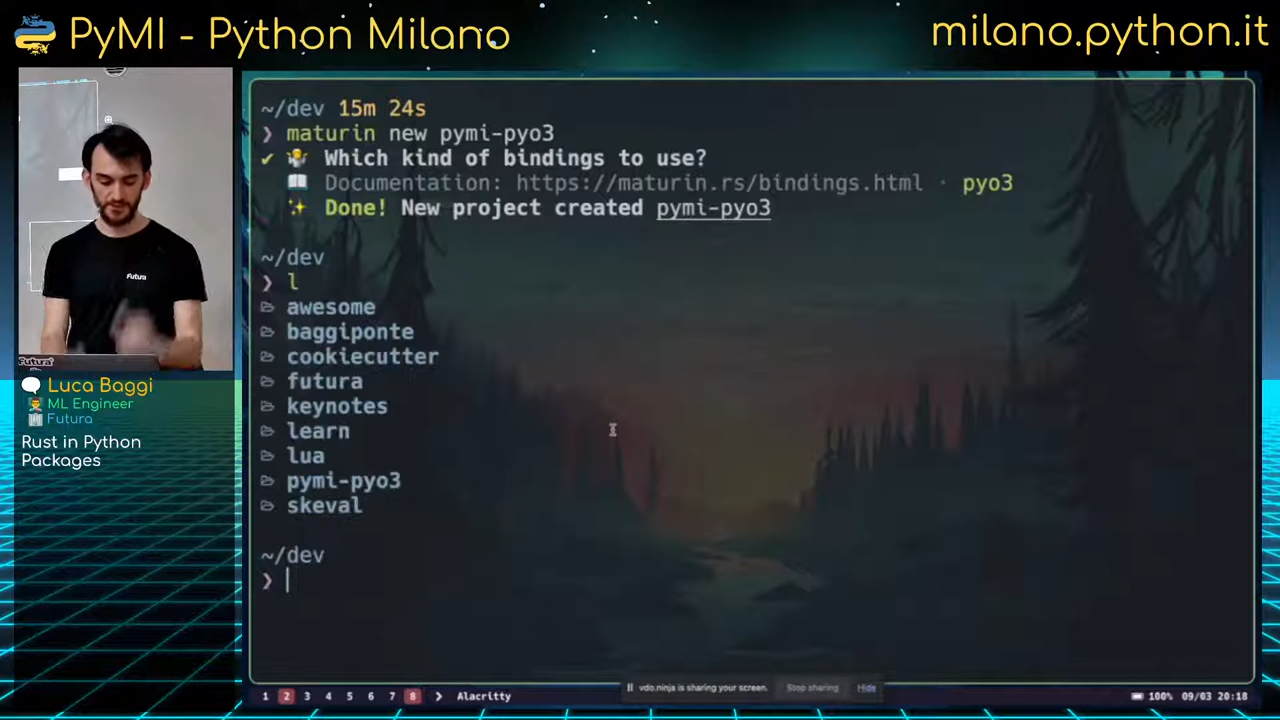 PyMI - Python Milano
milano.python.it
~/dev 15m 24s
❯ maturin new pymi-pyo3
✔ 🤷 Which kind of bindings to use?
📖 Documentation: https://maturin.rs/bindings.html · pyo3
✨ Done! New project created pymi-pyo3
~/dev
❯ l
awesome
baggiponte
cookiecutter
futura
keynotes
learn
lua
pymi-pyo3
skeval
~/dev
❯
Futura
Futura
Luca Baggi
ML Engineer
Futura
Rust in Python
Packages
1 2 3 4 5 6 7 8 ❯ Alacritty
vdo.ninja is sharing your screen. Stop sharing Hide
100% 09/03 20:18